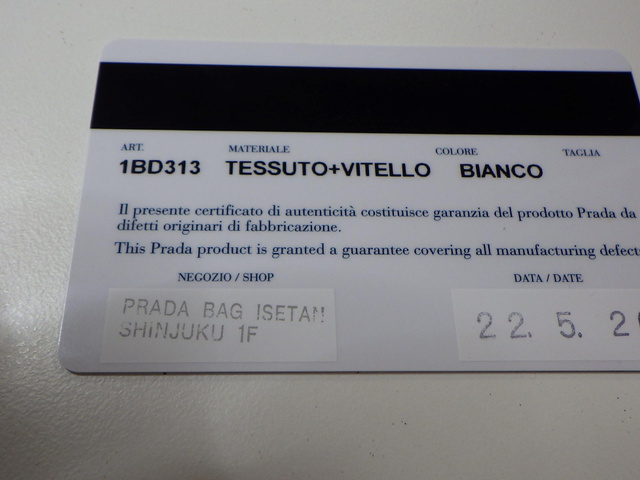 ART. MATERIALE COLORE TAGLIA
1BD313 TESSUTO+VITELLO BIANCO
Il presente certificato di autenticità costituisce garanzia del prodotto Prada da
difetti originari di fabbricazione.
This Prada product is granted a guarantee covering all manufacturing defect
NEGOZIO / SHOP DATA / DATE
PRADA BAG ISETAN
SHINJUKU 1F
22. 5. 2